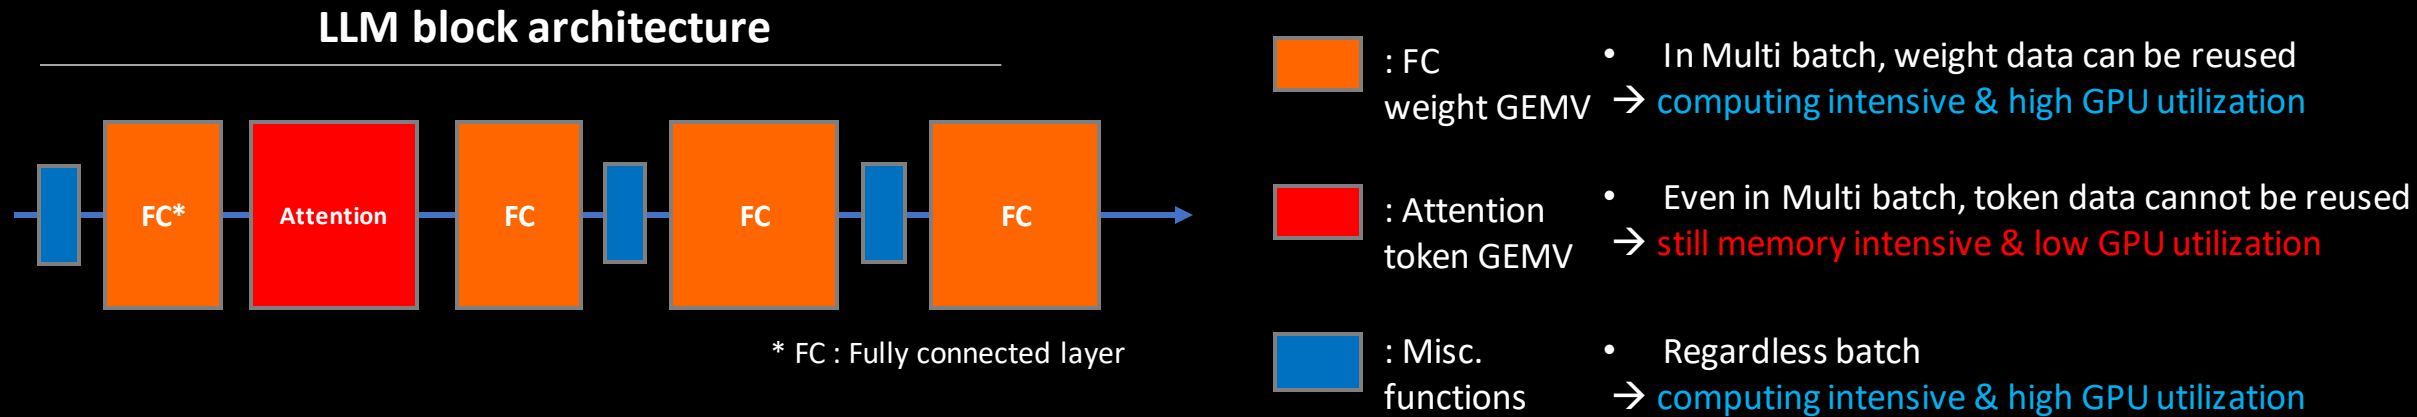 LLM block architecture
FC*
Attention
FC
FC
FC
* FC : Fully connected layer
: FC
weight GEMV
• In Multi batch, weight data can be reused
→ computing intensive & high GPU utilization
: Attention
token GEMV
• Even in Multi batch, token data cannot be reused
→ still memory intensive & low GPU utilization
: Misc.
functions
• Regardless batch
→ computing intensive & high GPU utilization